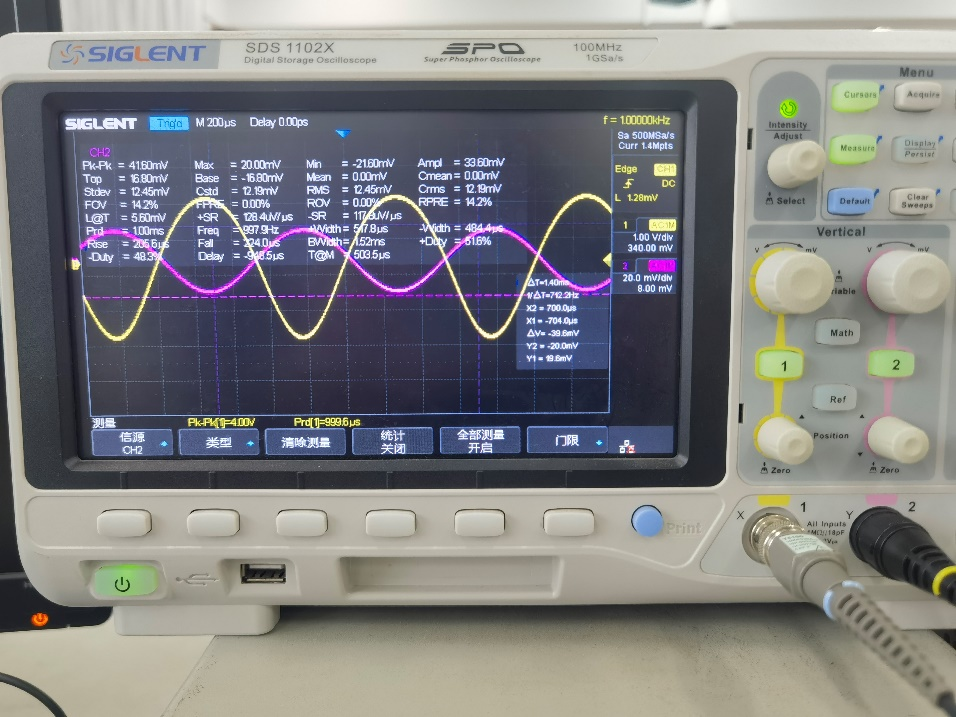 SIGLENT
SDS 1102X
Digital Storage Oscilloscope
SPO
Super Phosphor Oscilloscope
100MHz
1GSa/s
SIGLENT Trig'd M 200µs Delay 0.00ps f = 1.00000kHz
Sa 500MSa/s
Curr 1.4Mpts
CH2
Pk-Pk = 41.60mV Max = 20.00mV Min = -21.60mV Ampl = 33.60mV
Top = 16.80mV Base = -16.80mV Mean = 0.00mV Cmean = 0.00mV
Stdev = 12.45mV Cstd = 12.19mV RMS = 12.45mV Crms = 12.19mV
FOV = 14.2% FPRE = 0.00% ROV = 0.00% RPRE = 14.2%
L@T = 5.60mV +SR = 128.4uV/µs -SR =
Prd = 1.00ms Freq = 997.9Hz +Width = 517.8µs -Width = 484.4µs
Rise = 205.6µs Fall = 224.0µs BWidth = 1.52ms +Duty = 51.6%
-Duty = 48.3% Delay = T@M = 503.5µs
Edge CH1
DC
L 1.28mV
1
1.00 V/div
340.00 mV
2
20.0 mV/div
8.00 mV
ΔT=1.40ms
1/ΔT=712.2Hz
X2 = 700.0µs
X1 = -704.0µs
ΔV= -39.6mV
Y2 = -20.0mV
Y1 = 19.6mV
测量 Pk-Pk[1]=4.00V Prd[1]=999.6µs
信源
CH2
类型
清除测量
统计
关闭
全部测量
开启
门限
Print
Intensity
Adjust
Select
Menu
Cursors
Acquire
Measure
Display
Persist
Default
Clear
Sweeps
Vertical
V mV
V mV
Variable
Math
1
2
Ref
Position
Zero
Zero
X 1
All Inputs
Y 2